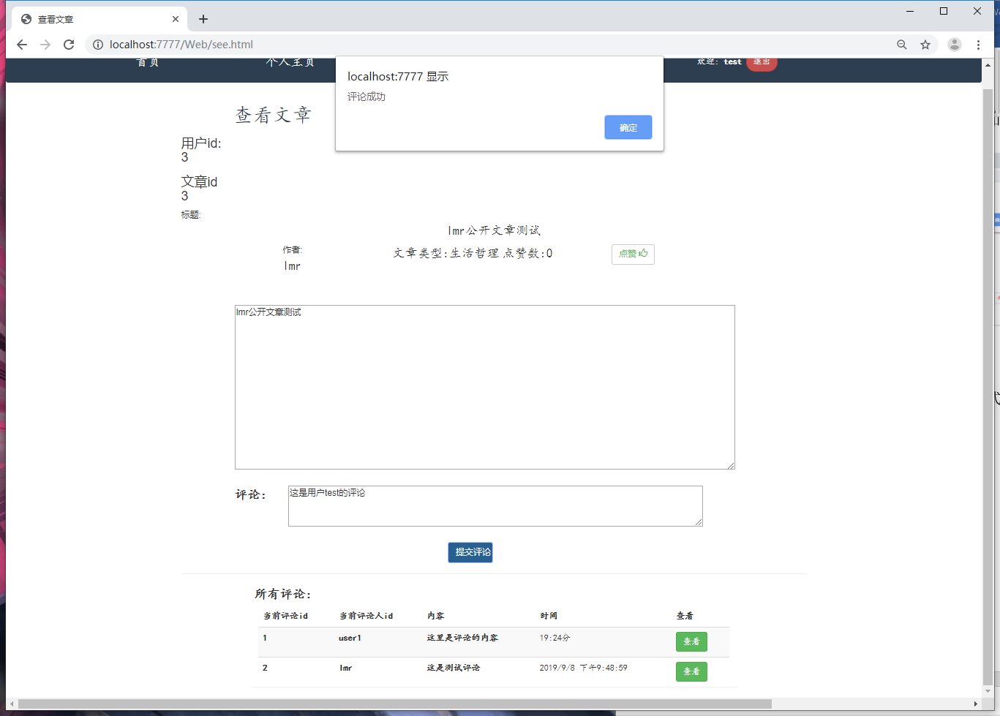 查看文章
localhost:7777/Web/see.html
首页 个人主页 欢迎: test 退出
localhost:7777 显示
评论成功
确定
查看文章
用户id:
3
文章id
3
标题:
lmr公开文章测试
作者: 文章类型:生活哲理 点赞数:0 点赞
lmr
lmr公开文章测试
评论: 这是用户test的评论
提交评论
所有评论:
当前评论id 当前评论人id 内容 时间 查看
1 user1 这里是评论的内容 19:24分 查看
2 lmr 这是测试评论 2019/9/8 下午9:48:59 查看